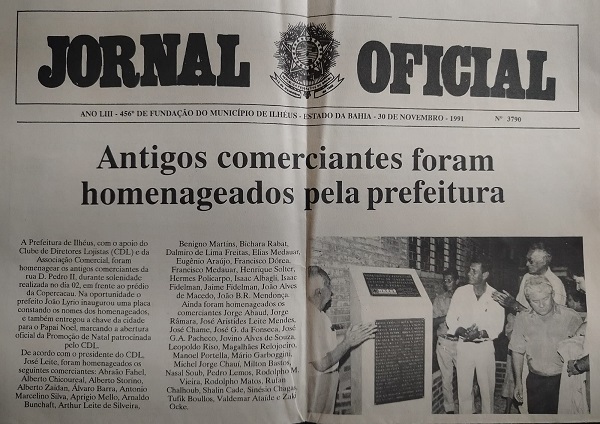 JORNAL OFICIAL
ANO LIII - 456º DE FUNDAÇÃO DO MUNICÍPIO DE ILHÉUS - ESTADO DA BAHIA - 30 DE NOVEMBRO - 1991 Nº 3790
Antigos comerciantes foram
homenageados pela prefeitura
A Prefeitura de Ilhéus, com o apoio do
Clube de Diretores Lojistas (CDL) e da
Associação Comercial, foram
homenagear os antigos comerciantes da
rua D. Pedro II, durante solenidade
realizada no dia 02, em frente ao prédio
da Copercacau. Na oportunidade o
prefeito João Lyrio inaugurou uma placa
constando os nomes dos homenageados,
e também entregou a chave da cidade
para o Papai Noel, marcando a abertura
oficial da Promoção de Natal patrocinada
pelo CDL.
De acordo com o presidente do CDL,
José Leite, foram homenageados os
seguintes comerciantes: Abraão Fahel,
Alberto Chicoureal, Alberto Storino,
Alberto Zaidan, Álvaro Barra, Antonio
Marcelino Silva, Aprígio Mello, Arnaldo
Bunchaft, Arthur Leite de Silveira,
Benigno Martins, Bichara Rabat,
Dalmiro de Lima Freitas, Elias Medauar,
Eugênio Araújo, Francisco Dórea,
Francisco Medauar, Henrique Solter,
Hermes Policarpo, Isaac Albagli, Isaac
Fidelman, Jaime Fidelman, João Alves
de Macedo, João B.R. Mendonça.
Ainda foram homenageados os
comerciantes Jorge Abaud, Jorge
Râmara, José Aristides Leite Mendes,
José Chame, José G. da Fonseca, José
G.A. Pacheco, Jovino Alves de Souza,
Leopoldo Riso, Magalhães Relojoeiro,
Manoel Portella, Mário Garboggini,
Michel Jorge Chaui, Milton Bastos,
Nasal Soub, Pedro Lemos, Rodolpho M.
Vieira, Rodolpho Matos, Rufan
Chalhoub, Shalin Cade, Sinésio Chagas,
Tufik Boullos, Valdemar Ataide e Zuki
Ocke.